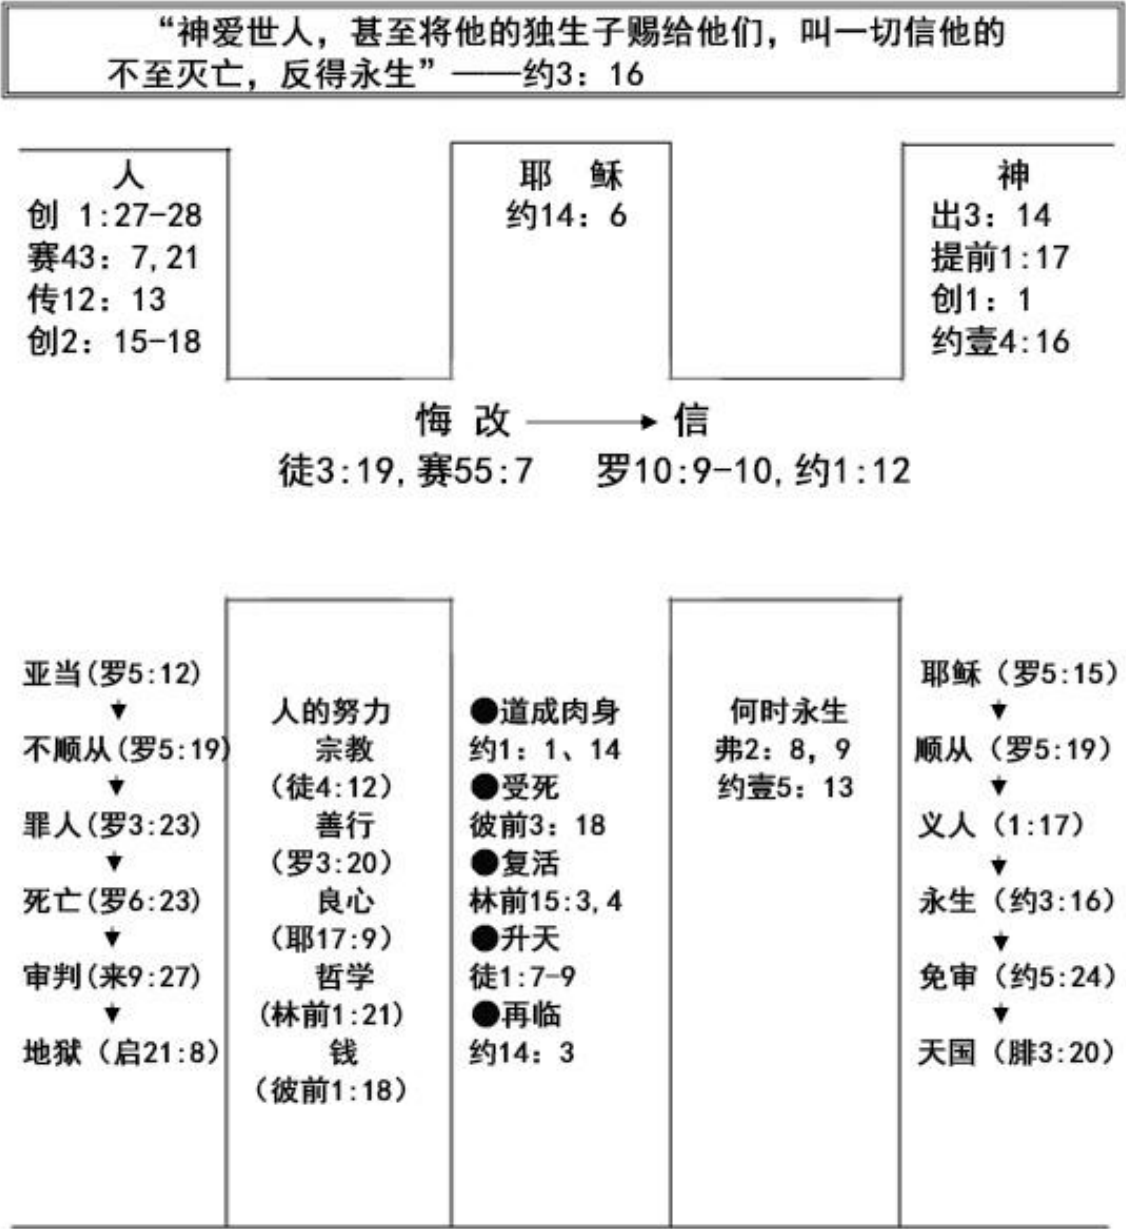 “神爱世人，甚至将他的独生子赐给他们，叫一切信他的
不至灭亡，反得永生”——约3：16
人
创 1:27-28
赛43：7,21
传12：13
创2：15-18
耶 稣
约14：6
神
出3：14
提前1:17
创1：1
约壹4:16
悔 改 → 信
徒3:19,赛55:7 罗10:9-10,约1:12
亚当(罗5:12)
不顺从(罗5:19)
罪人(罗3:23)
死亡(罗6:23)
审判(来9:27)
地狱（启21:8）
人的努力
宗教
（徒4:12）
善行
（罗3:20）
良心
（耶17:9）
哲学
(林前1:21)
钱
（彼前1:18）
●道成肉身
约1：1、14
●受死
彼前3：18
●复活
林前15:3,4
●升天
徒1:7-9
●再临
约14：3
何时永生
弗2：8，9
约壹5：13
耶稣（罗5:15）
顺从（罗5:19）
义人（1:17）
永生（约3:16）
免审（约5:24）
天国（腓3:20）